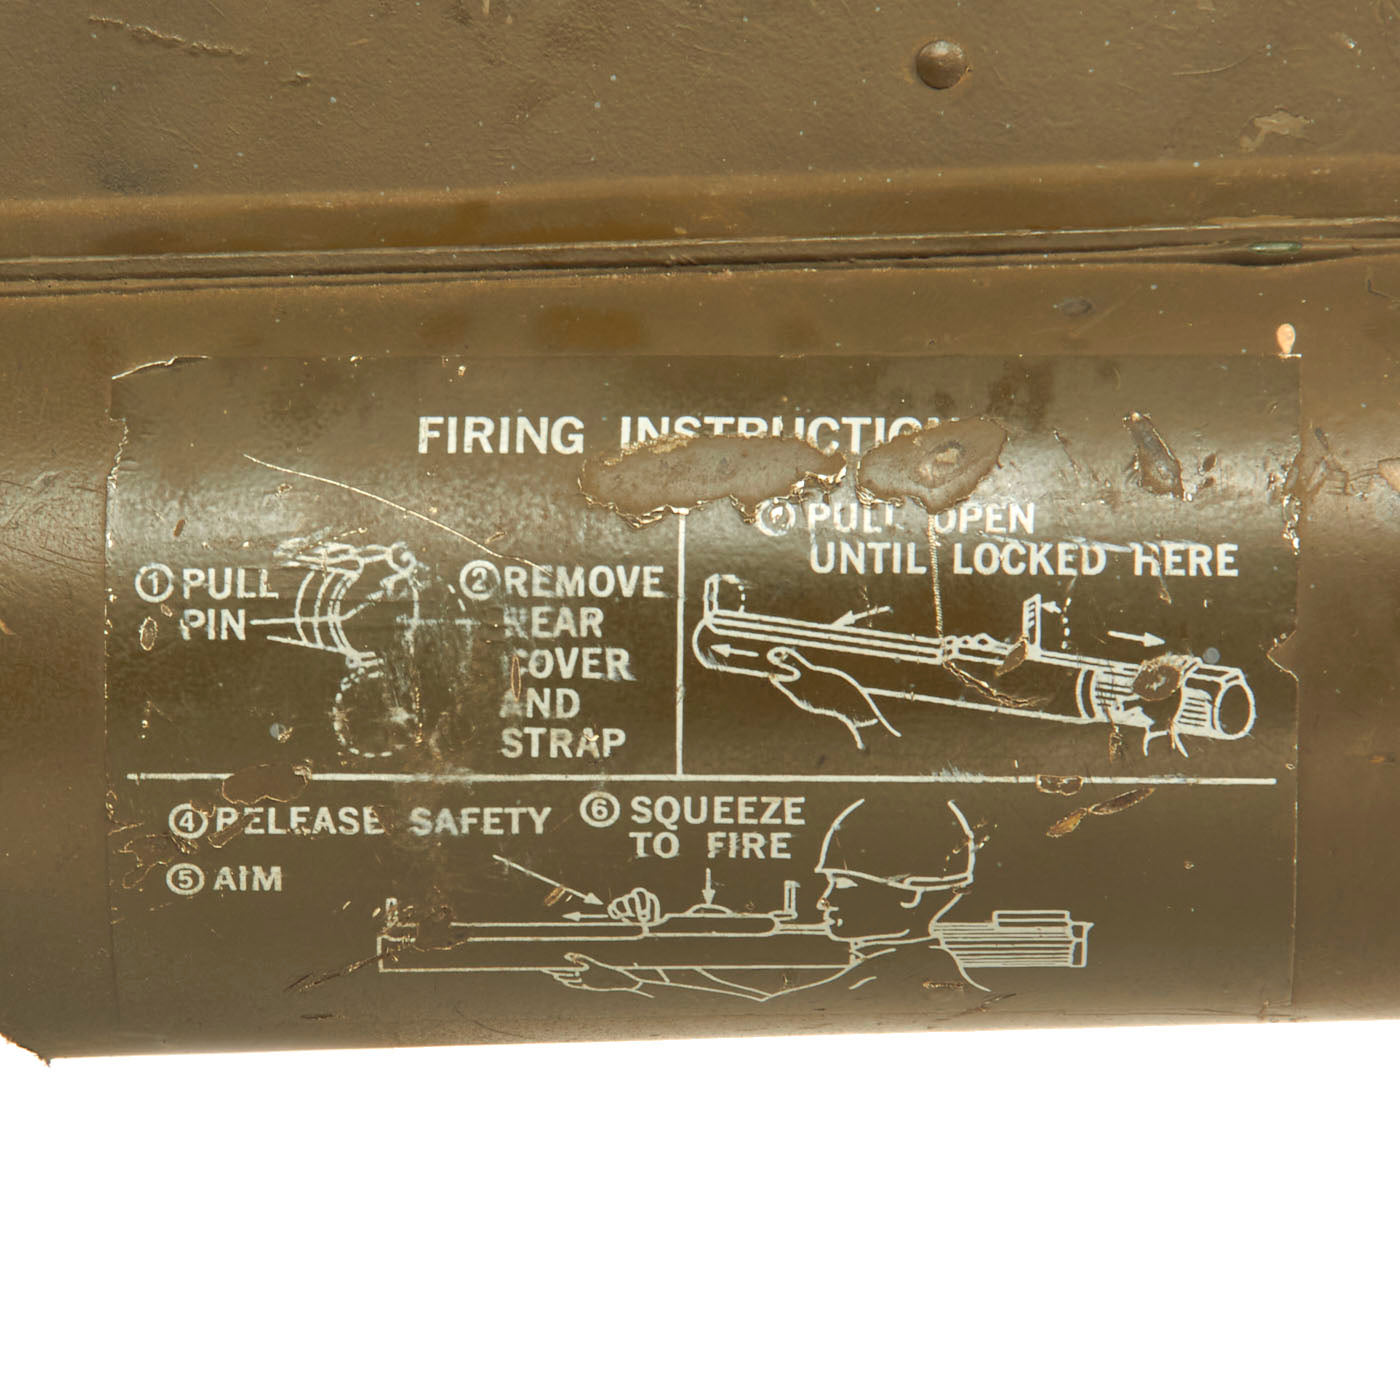 FIRING INSTRUCTION
① PULL
PIN
② REMOVE
REAR
COVER
AND
STRAP
PULL OPEN
UNTIL LOCKED HERE
④ RELEASE SAFETY
⑤ AIM
⑥ SQUEEZE
TO FIRE